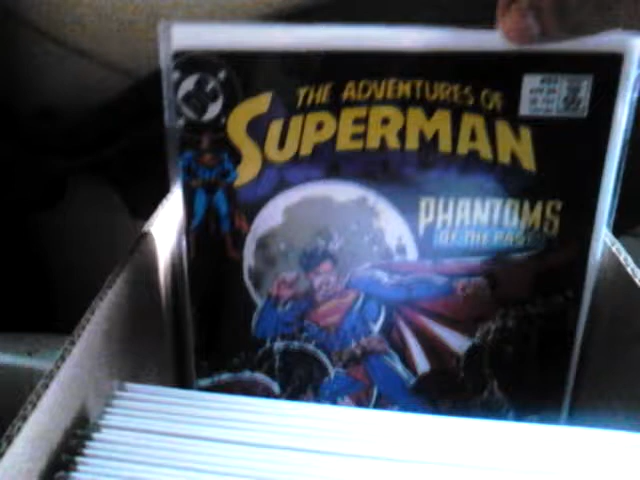 DC
THE ADVENTURES OF
SUPERMAN
PHANTOMS
OF THE PAST